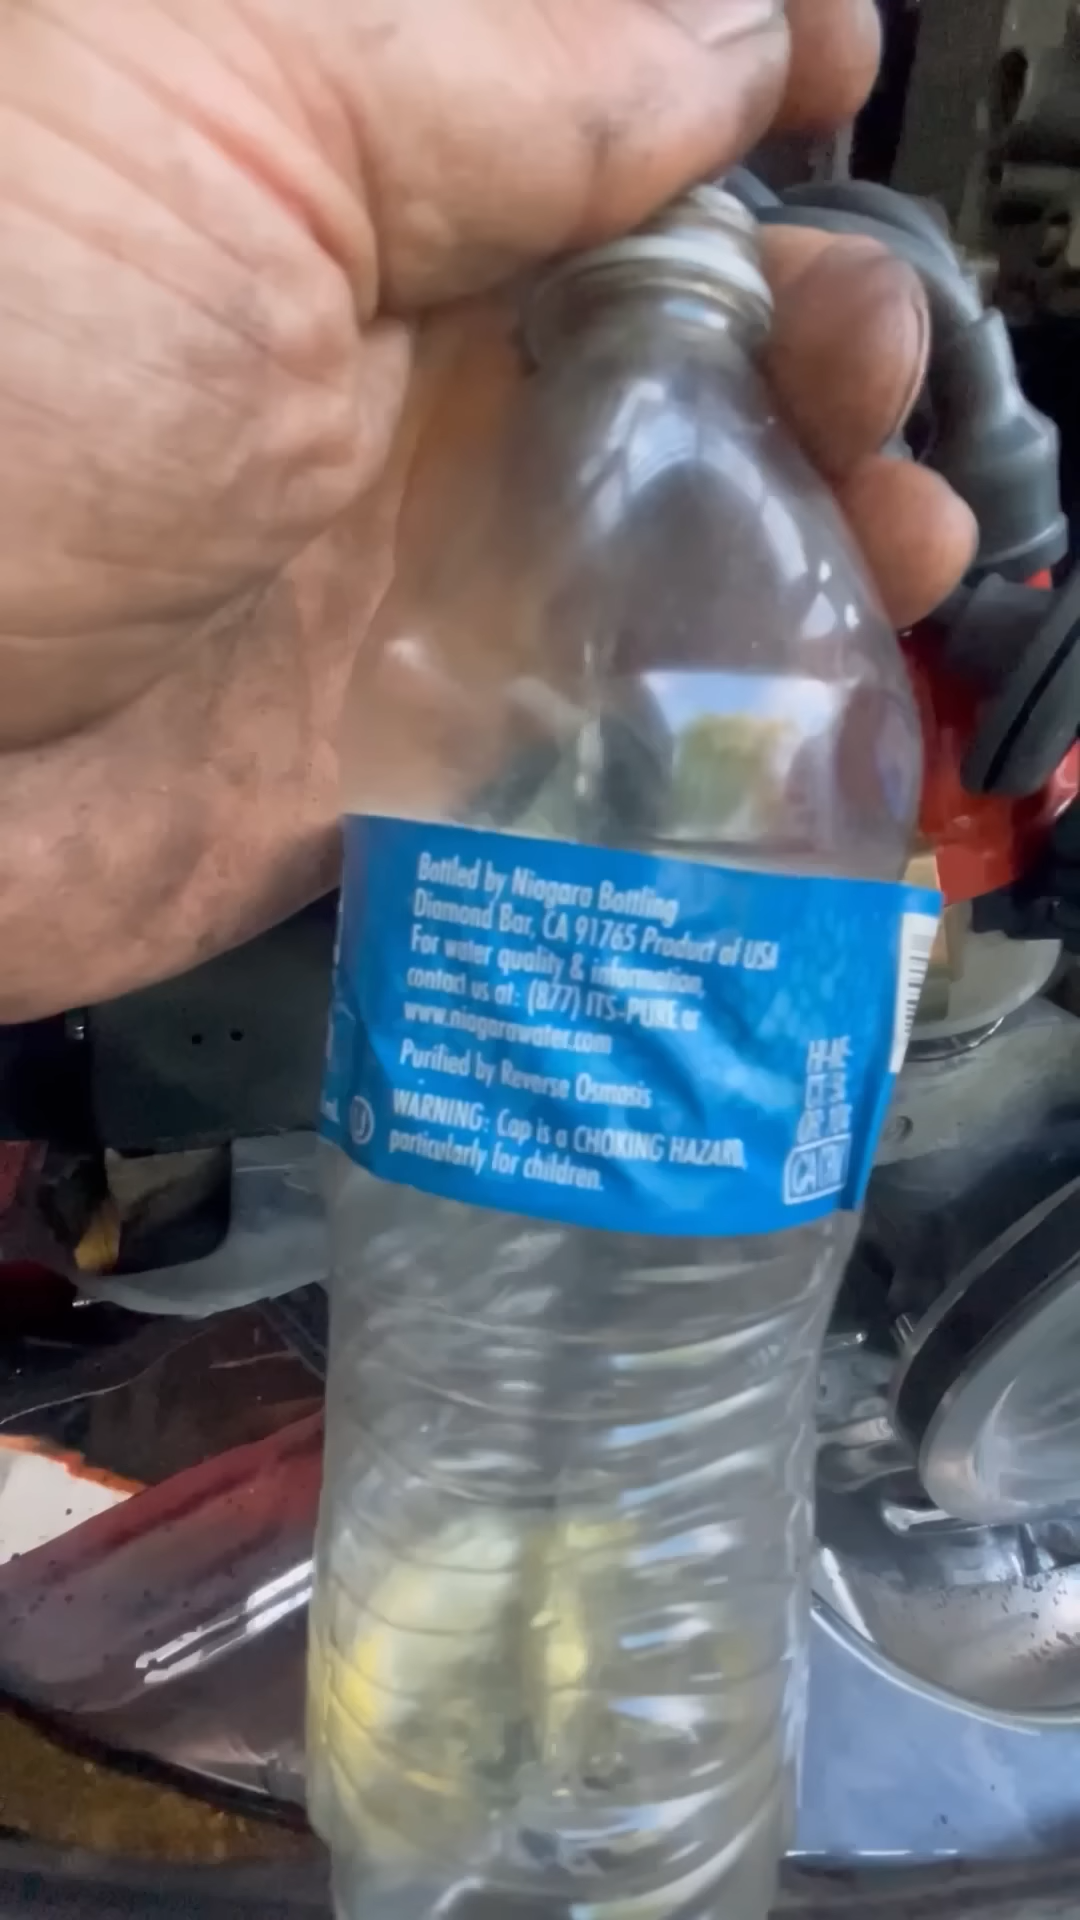 Bottled by Niagara Bottling
Diamond Bar, CA 91765 Product of USA
For water quality & information,
contact us at: (877) ITS-PURE or
www.niagarawater.com
Purified by Reverse Osmosis
WARNING: Cap is a CHOKING HAZARD,
particularly for children.